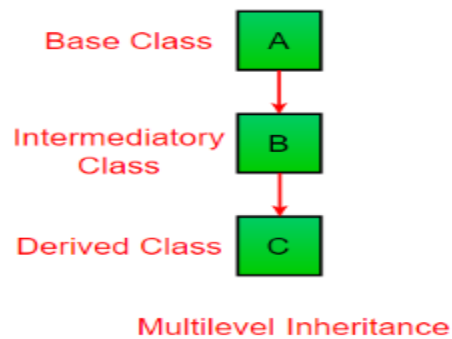 Base Class
A
Intermediatory
Class
B
Derived Class
C
Multilevel Inheritance